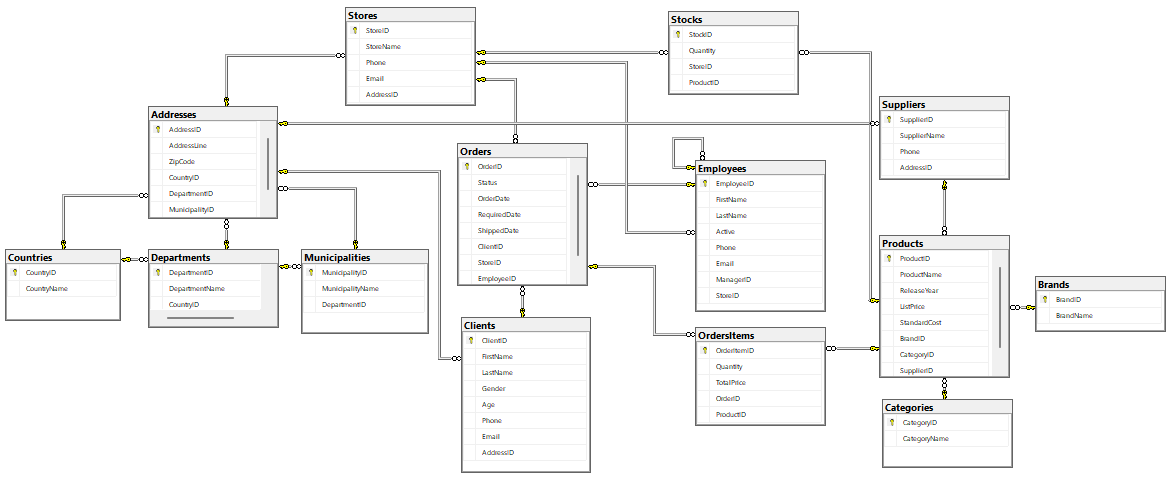 Stores
StoreID
StoreName
Phone
Email
AddressID
Stocks
StockID
Quantity
StoreID
ProductID
Addresses
AddressID
AddressLine
ZipCode
CountryID
DepartmentID
MunicipalityID
Suppliers
SupplierID
SupplierName
Phone
AddressID
Orders
OrderID
Status
OrderDate
RequiredDate
ShippedDate
ClientID
StoreID
EmployeeID
Employees
EmployeeID
FirstName
LastName
Active
Phone
Email
ManagerID
StoreID
Countries
CountryID
CountryName
Departments
DepartmentID
DepartmentName
CountryID
Municipalities
MunicipalityID
MunicipalityName
DepartmentID
Products
ProductID
ProductName
ReleaseYear
ListPrice
StandardCost
BrandID
CategoryID
SupplierID
Brands
BrandID
BrandName
Clients
ClientID
FirstName
LastName
Gender
Age
Phone
Email
AddressID
OrdersItems
OrderItemID
Quantity
TotalPrice
OrderID
ProductID
Categories
CategoryID
CategoryName